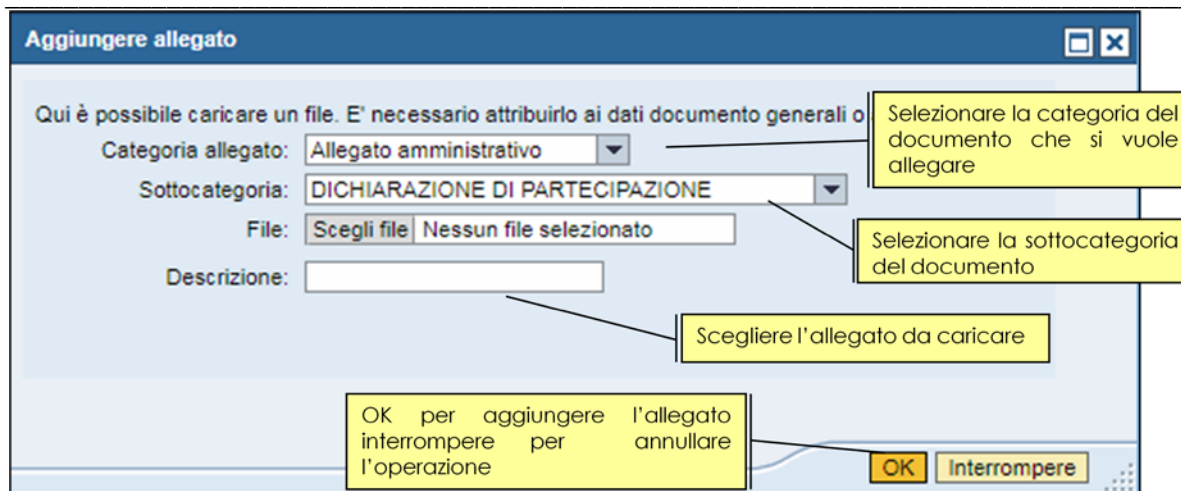 Aggiungere allegato
Qui è possibile caricare un file. E' necessario attribuirlo ai dati documento generali o
Selezionare la categoria del
documento che si vuole
allegare
Categoria allegato: Allegato amministrativo
Sottocategoria: DICHIARAZIONE DI PARTECIPAZIONE
File: Scegli file Nessun file selezionato
Selezionare la sottocategoria
del documento
Descrizione:
Scegliere l'allegato da caricare
OK per aggiungere l'allegato
interrompere per annullare
l'operazione
OK Interrompere